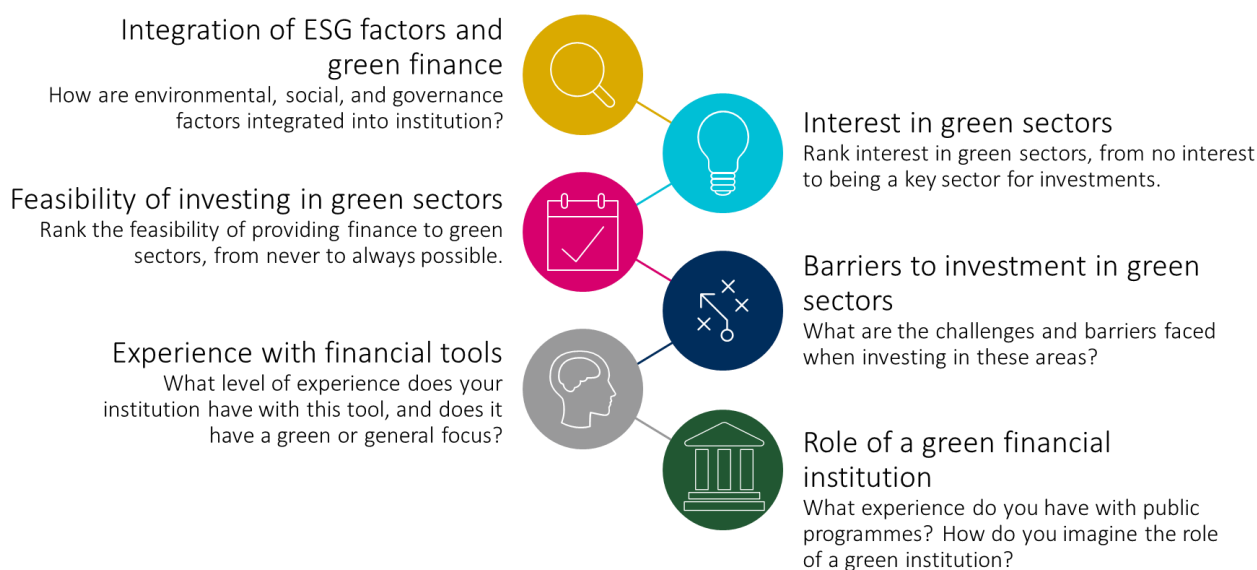 Integration of ESG factors and
green finance
How are environmental, social, and governance
factors integrated into institution?
Interest in green sectors
Rank interest in green sectors, from no interest
to being a key sector for investments.
Feasibility of investing in green sectors
Rank the feasibility of providing finance to green
sectors, from never to always possible.
Barriers to investment in green
sectors
What are the challenges and barriers faced
when investing in these areas?
Experience with financial tools
What level of experience does your
institution have with this tool, and does it
have a green or general focus?
Role of a green financial
institution
What experience do you have with public
programmes? How do you imagine the role
of a green institution?